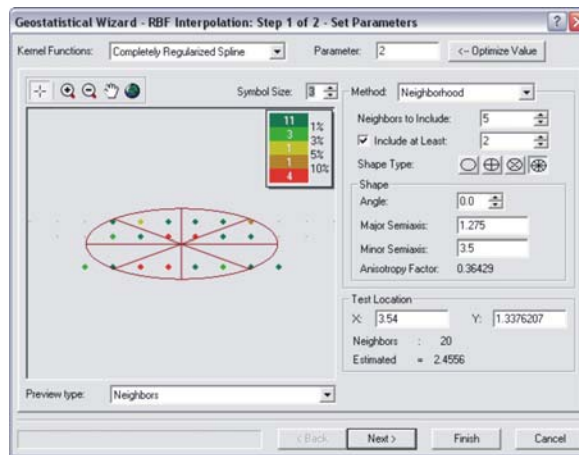 Geostatistical Wizard - RBF Interpolation: Step 1 of 2 - Set Parameters
Kernel Functions: Completely Regularized Spline Parameter: 2 <-- Optimize Value
Symbol Size: 3
11
3
1
1
4
1%
3%
5%
10%
Preview type: Neighbors
Method: Neighborhood
Neighbors to Include: 5
Include at Least: 2
Shape Type:
Shape
Angle: 0.0
Major Semiaxis: 1.275
Minor Semiaxis: 3.5
Anisotropy Factor: 0.36429
Test Location
X: 3.54 Y: 1.3376207
Neighbors : 20
Estimated = 2.4556
< Back Next > Finish Cancel